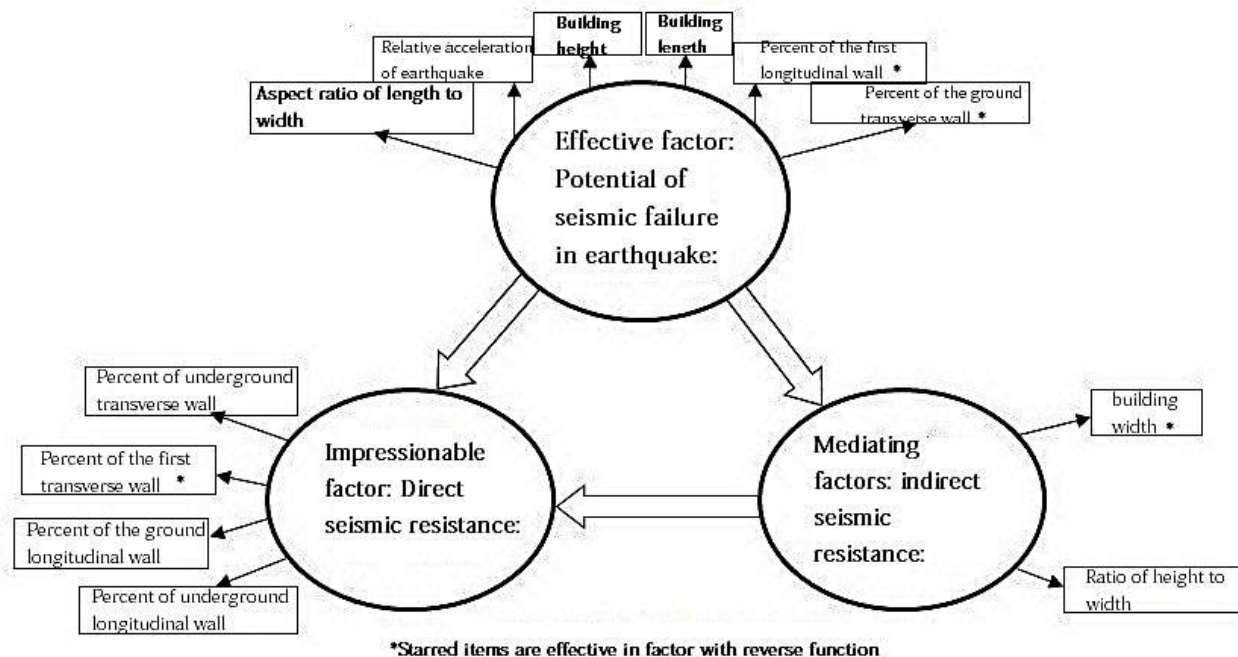 Building
height
Building
length
Relative acceleration
of earthquake
Percent of the first
longitudinal wall *
Aspect ratio of length to
width
Percent of the ground
transverse wall *
Effective factor:
Potential of
seismic failure
in earthquake:
Percent of underground
transverse wall
Percent of the first
transverse wall *
Percent of the ground
longitudinal wall
Percent of underground
longitudinal wall
Impressionable
factor: Direct
seismic resistance:
Mediating
factors: indirect
seismic
resistance:
building
width *
Ratio of height to
width
*Starred items are effective in factor with reverse function